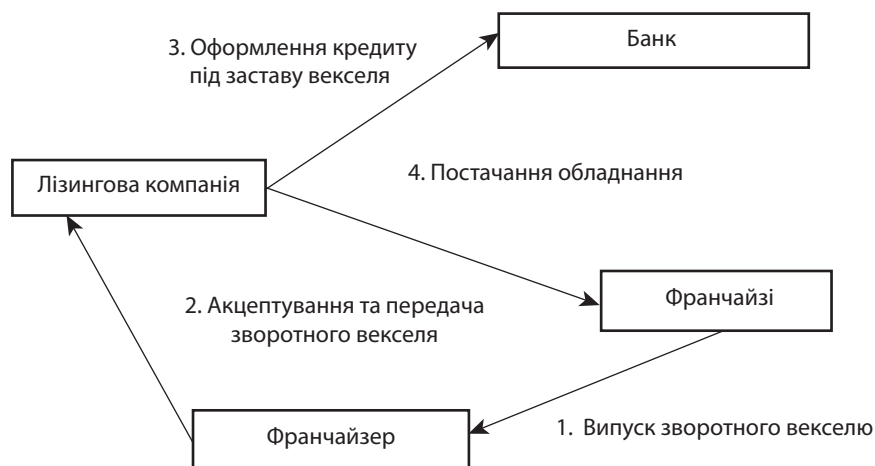 3. Оформлення кредиту
під заставу векселя
Банк
Лізингова компанія
4. Постачання обладнання
2. Акцептування та передача
зворотного векселя
Франчайзі
Франчайзер
1. Випуск зворотного векселю